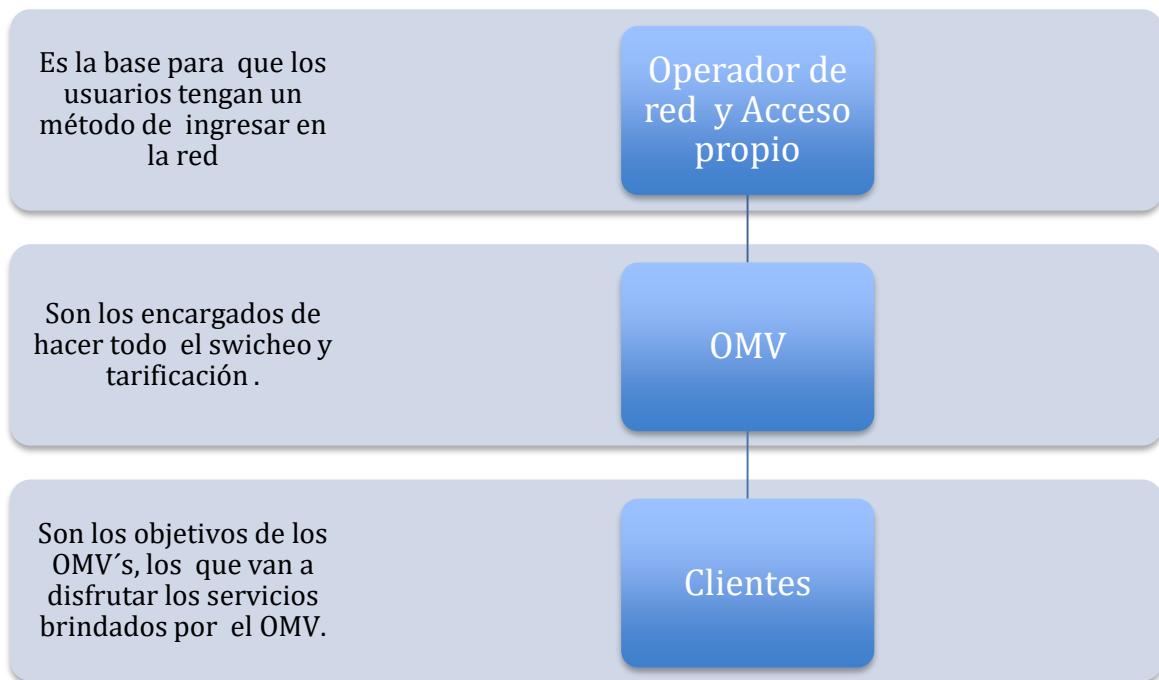 Es la base para que los
usuarios tengan un
método de ingresar en
la red
Operador de
red y Acceso
propio
Son los encargados de
hacer todo el swicheo y
tarificación .
OMV
Son los objetivos de los
OMV´s, los que van a
disfrutar los servicios
brindados por el OMV.
Clientes